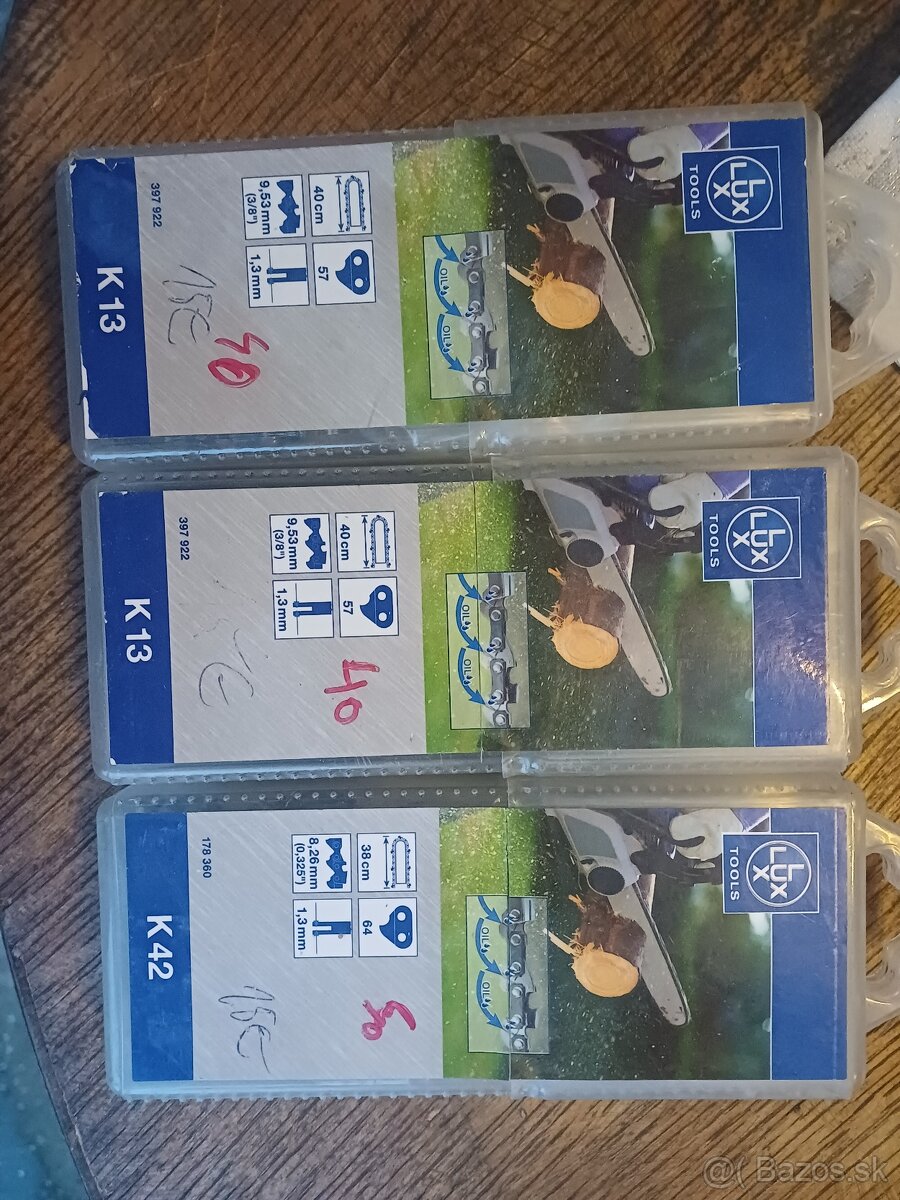 LUX
TOOLS
OIL
OIL
40 cm
57
9,53 mm
(3/8")
1,3 mm
397 922
15€
50
K 13
LUX
TOOLS
OIL
OIL
40 cm
57
9,53 mm
(3/8")
1,3 mm
397 922
40
K 13
LUX
TOOLS
OIL
OIL
38 cm
64
8,26 mm
(0,325")
1,3 mm
178 360
15€
50
K 42
@( Bazos.sk